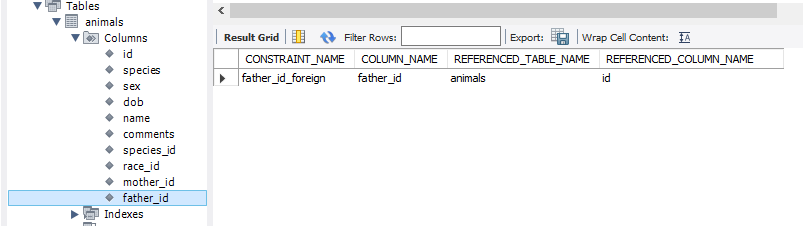 Tables
animals
Columns
id
species
sex
dob
name
comments
species_id
race_id
mother_id
father_id
Indexes
Result Grid Filter Rows: Export: Wrap Cell Content: IA
CONSTRAINT_NAME COLUMN_NAME REFERENCED_TABLE_NAME REFERENCED_COLUMN_NAME
father_id_foreign father_id animals id